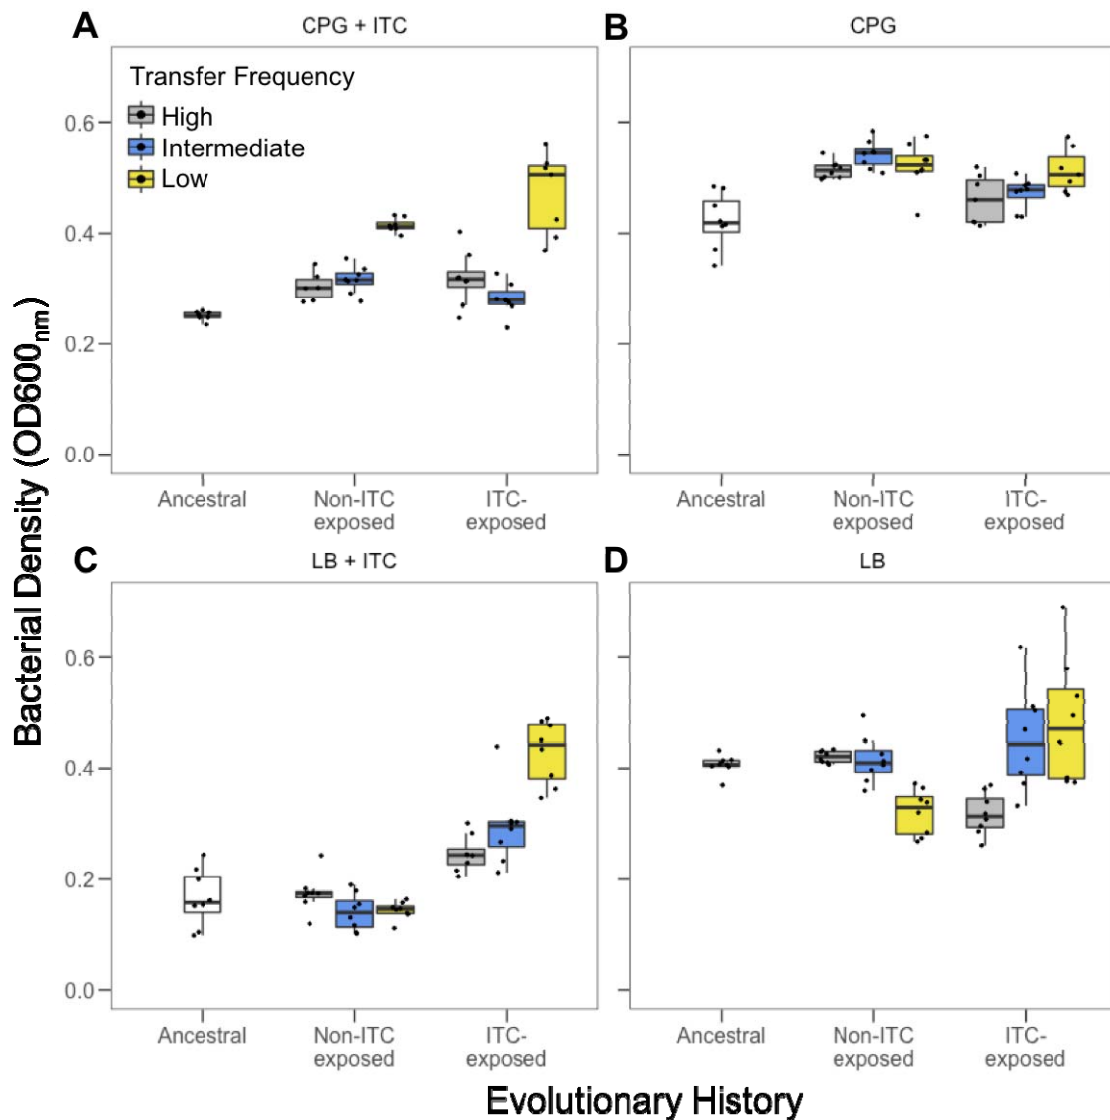 A
CPG + ITC
Transfer Frequency
High
Intermediate
Low
0.6
0.4
0.2
0.0
Ancestral
Non-ITC
exposed
ITC-
exposed
B
CPG
Ancestral
Non-ITC
exposed
ITC-
exposed
Bacterial Density (OD600nm)
C
LB + ITC
0.6
0.4
0.2
0.0
Ancestral
Non-ITC
exposed
ITC-
exposed
D
LB
Ancestral
Non-ITC
exposed
ITC-
exposed
Evolutionary History